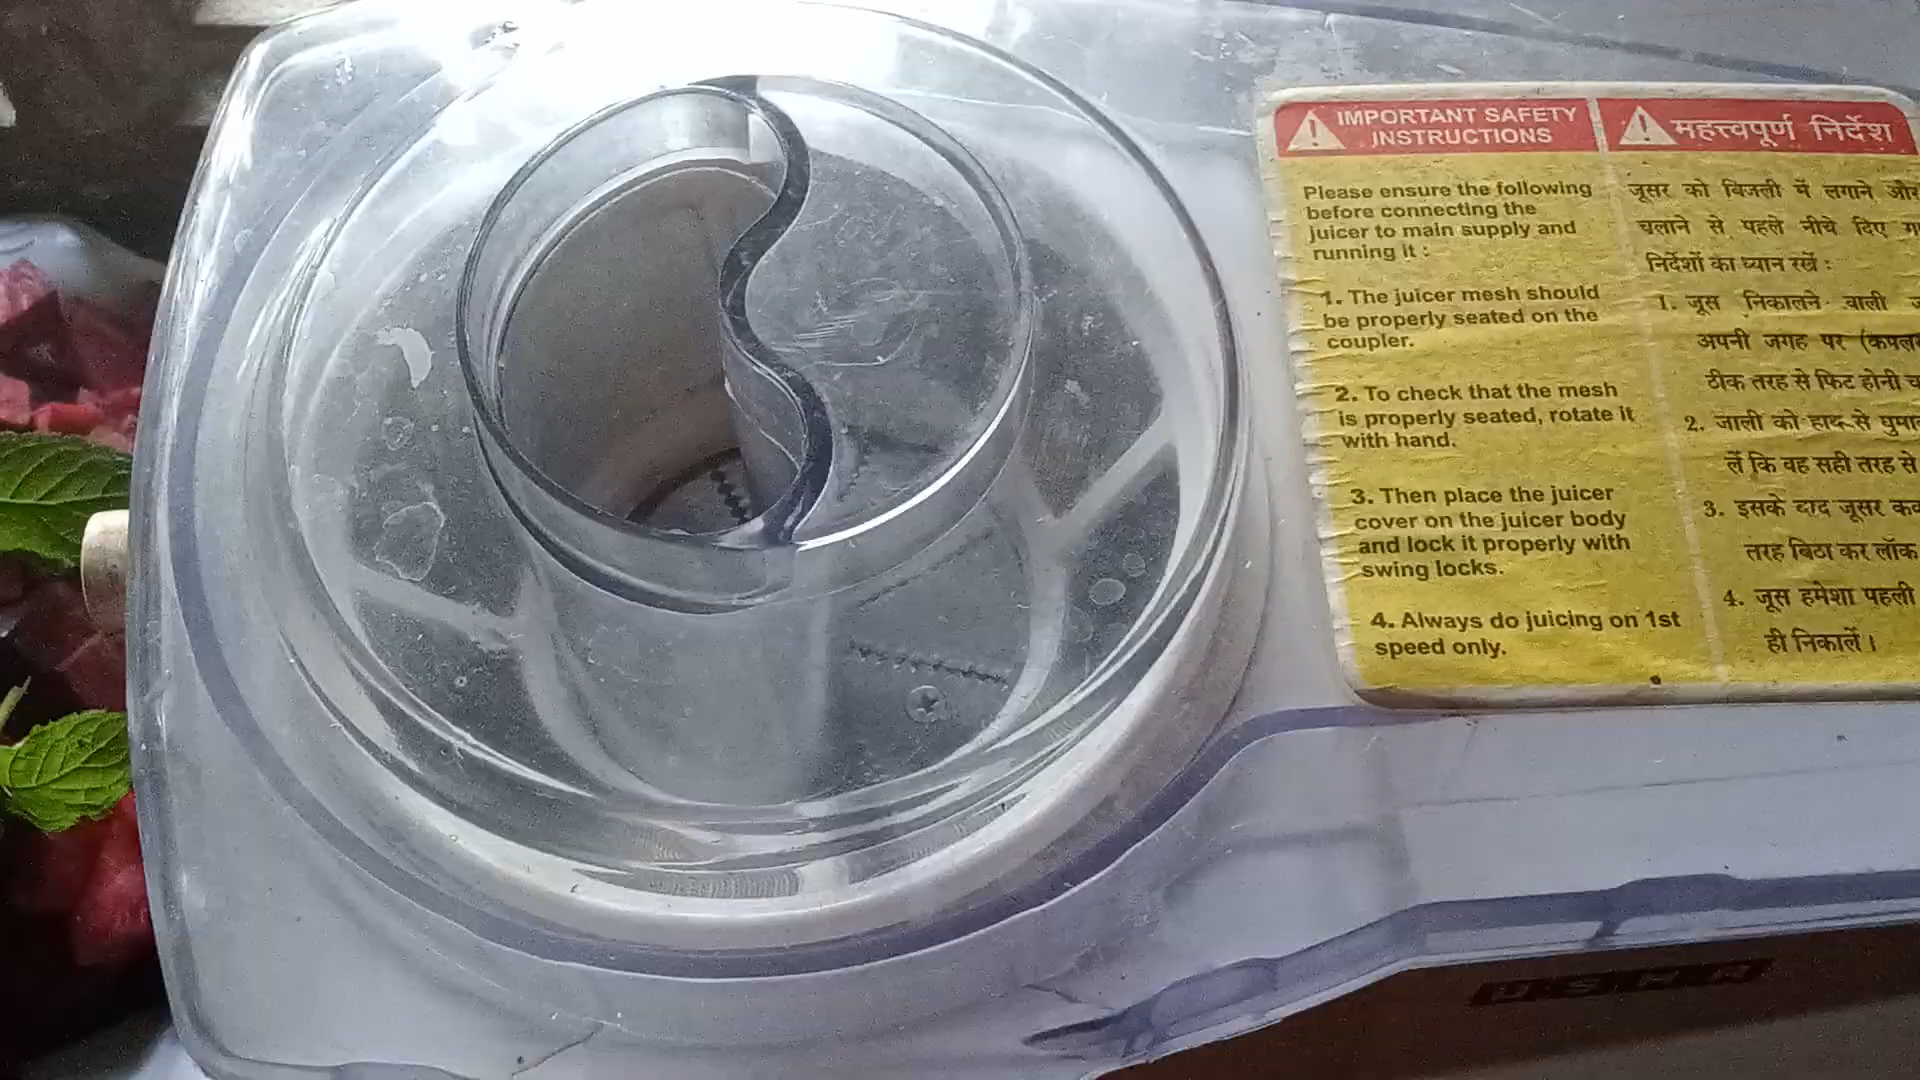 IMPORTANT SAFETY
INSTRUCTIONS
Please ensure the following
before connecting the
juicer to main supply and
running it :
1. The juicer mesh should
be properly seated on the
coupler.
2. To check that the mesh
is properly seated, rotate it
with hand.
3. Then place the juicer
cover on the juicer body
and lock it properly with
swing locks.
4. Always do juicing on 1st
speed only.
महत्त्वपूर्ण निर्देश
जूसर को बिजली में लगाने और
चलाने से पहले नीचे दिए
निर्देशों का ध्यान रखें :
1. जूस निकालने वाली
अपनी जगह पर
ठीक तरह से फिट होनी
2. जाली को हाद से
लें कि वह सही तरह से
3. इसके दाद जूसर
तरह बिठा कर लॉक
4. जूस हमेशा पहली
ही निकालें।
USHA